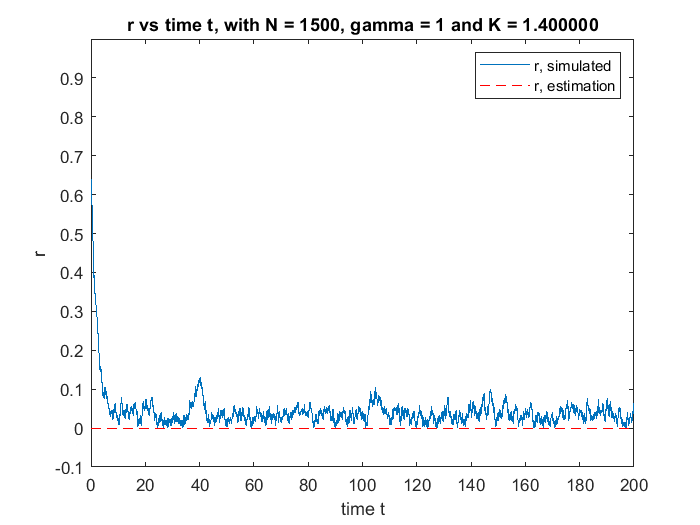 r vs time t, with N = 1500, gamma = 1 and K = 1.400000
r, simulated
r, estimation
0.9
0.8
0.7
0.6
0.5
0.4
0.3
0.2
0.1
0
-0.1
r
0 20 40 60 80 100 120 140 160 180 200
time t